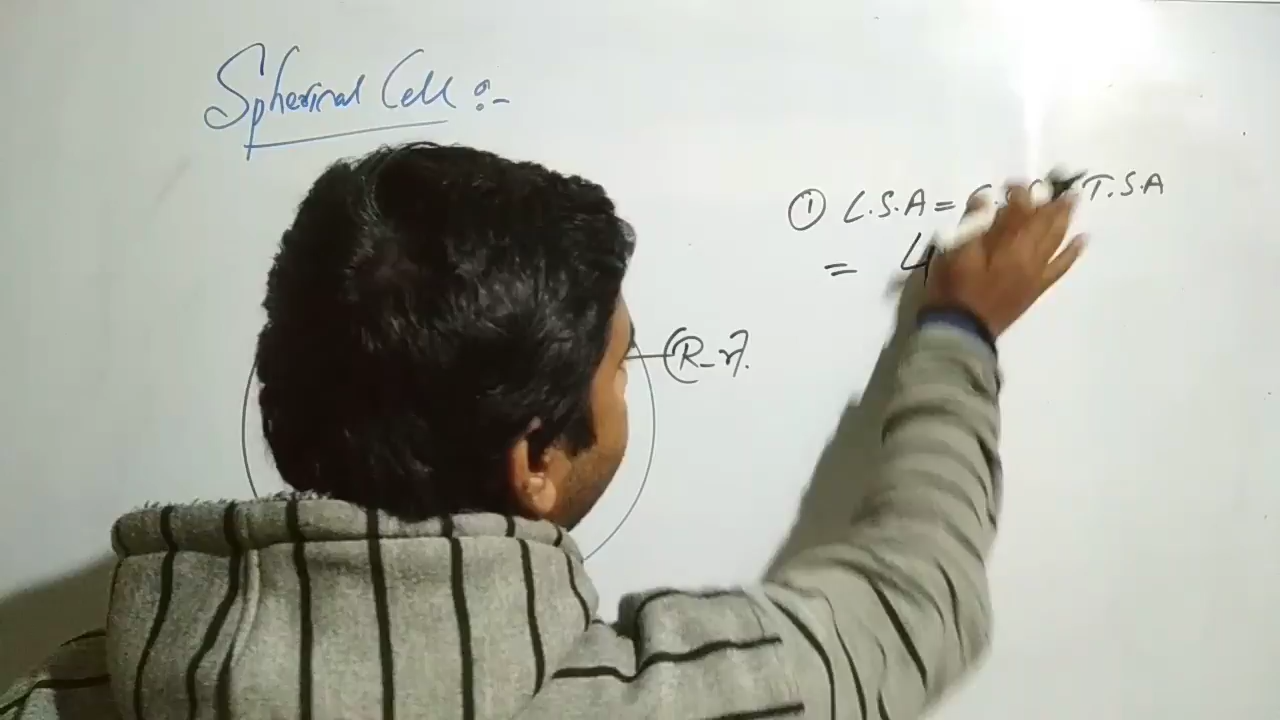 Spherical Cell :-
① L.S.A = T.S.A
= 4
(R-r).